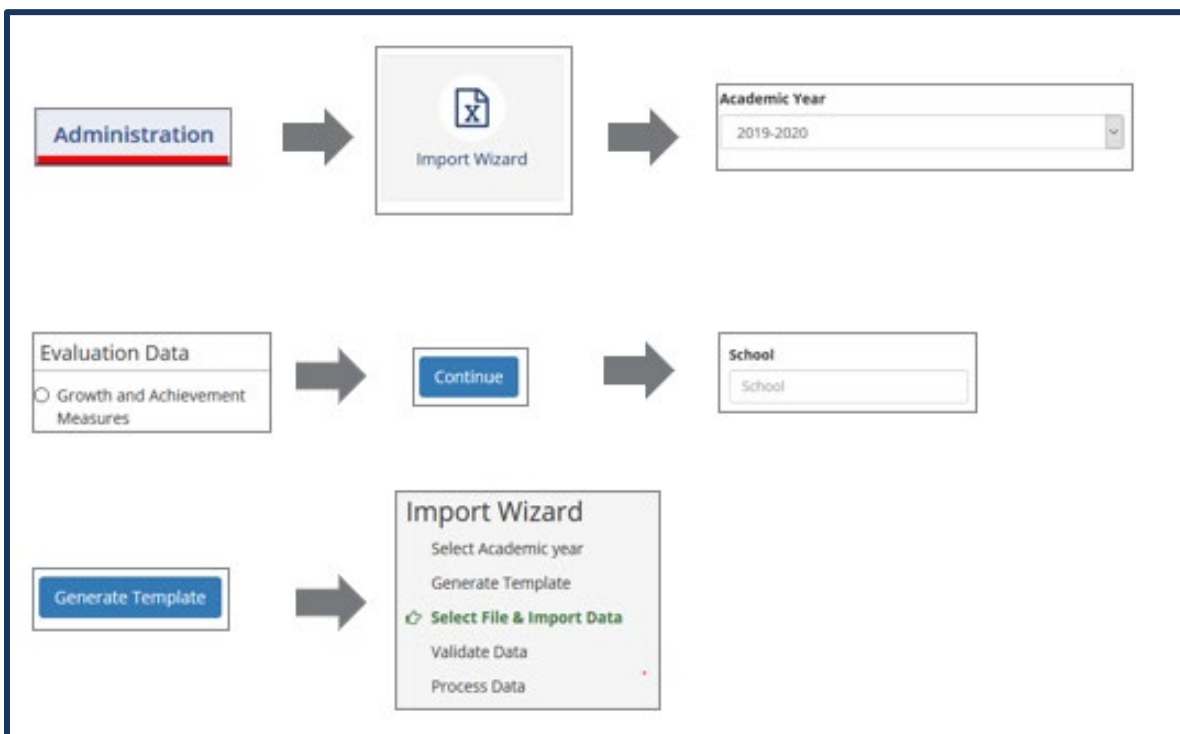 Administration
Import Wizard
Academic Year
2019-2020
Evaluation Data
Growth and Achievement
Measures
Continue
School
School
Generate Template
Import Wizard
Select Academic year
Generate Template
Select File & Import Data
Validate Data
Process Data